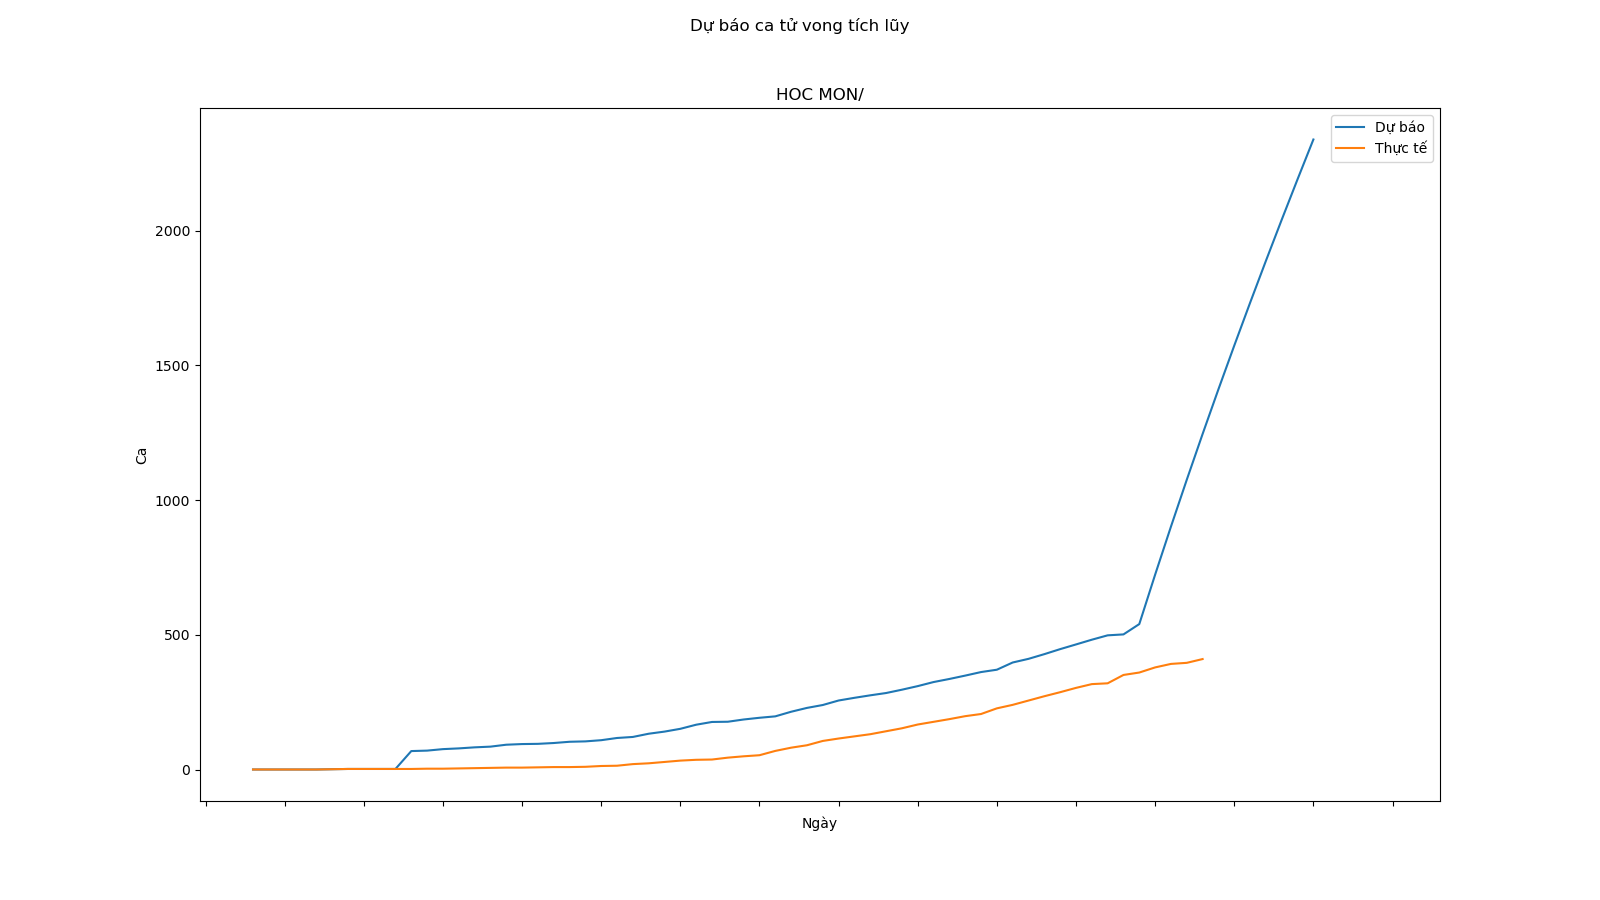 Dự báo ca tử vong tích lũy
HOC MON/
Dự báo
Thực tế
2000
1500
1000
500
0
Ca
Ngày